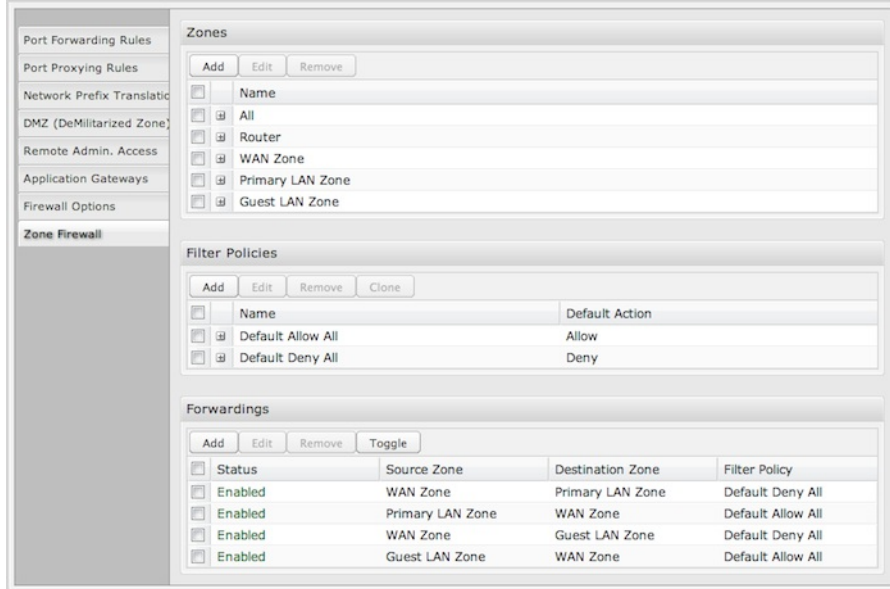 Port Forwarding Rules
Port Proxying Rules
Network Prefix Translatio
DMZ (DeMilitarized Zone)
Remote Admin. Access
Application Gateways
Firewall Options
Zone Firewall
Zones
Add Edit Remove
Name
All
Router
WAN Zone
Primary LAN Zone
Guest LAN Zone
Filter Policies
Add Edit Remove Clone
Name Default Action
Default Allow All Allow
Default Deny All Deny
Forwardings
Add Edit Remove Toggle
Status Source Zone Destination Zone Filter Policy
Enabled WAN Zone Primary LAN Zone Default Deny All
Enabled Primary LAN Zone WAN Zone Default Allow All
Enabled WAN Zone Guest LAN Zone Default Deny All
Enabled Guest LAN Zone WAN Zone Default Allow All